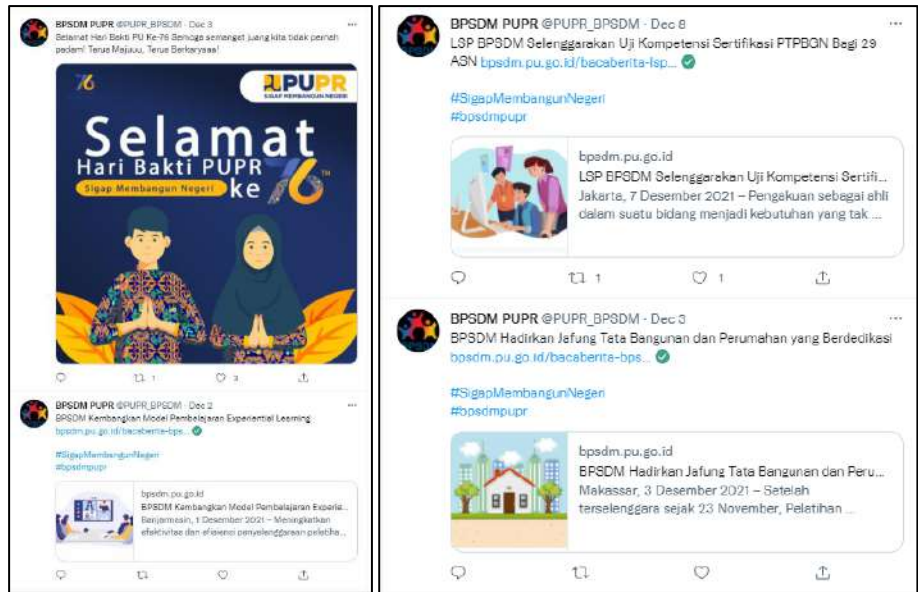 BPSDM PUPR @PUPR_BPSDM · Dec 3
Selamat Hari Bakti PU Ke-76 Semoga semangat juang kita tidak pernah
padam! Terus Majuuu, Terus Berkaryaaa!
76
PUPR
SIGAP MEMBANGUN NEGERI
Selamat
Hari Bakti PUPR
Sigap Membangun Negeri
ke 76 TH
1
3
BPSDM PUPR @PUPR_BPSDM · Dec 2
BPSDM Kembangkan Model Pembelajaran Experiential Learning
bpsdm.pu.go.id/bacaberita-bps...
#SigapMembangunNegeri
#bpsdmpupr
bpsdm.pu.go.id
BPSDM Kembangkan Model Pembelajaran Experie...
Banjarmasin, 1 Desember 2021 – Meningkatkan
efektivitas dan efisiensi penyelenggaraan pelatiha...
BPSDM PUPR @PUPR_BPSDM · Dec 8
LSP BPSDM Selenggarakan Uji Kompetensi Sertifikasi PTPBGN Bagi 29
ASN bpsdm.pu.go.id/bacaberita-lsp...
#SigapMembangunNegeri
#bpsdmpupr
bpsdm.pu.go.id
LSP BPSDM Selenggarakan Uji Kompetensi Sertifi...
Jakarta, 7 Desember 2021 – Pengakuan sebagai ahli
dalam suatu bidang menjadi kebutuhan yang tak ...
1
1
BPSDM PUPR @PUPR_BPSDM · Dec 3
BPSDM Hadirkan Jafung Tata Bangunan dan Perumahan yang Berdedikasi
bpsdm.pu.go.id/bacaberita-bps...
#SigapMembangunNegeri
#bpsdmpupr
bpsdm.pu.go.id
BPSDM Hadirkan Jafung Tata Bangunan dan Peru...
Makassar, 3 Desember 2021 – Setelah
terselenggara sejak 23 November, Pelatihan ...